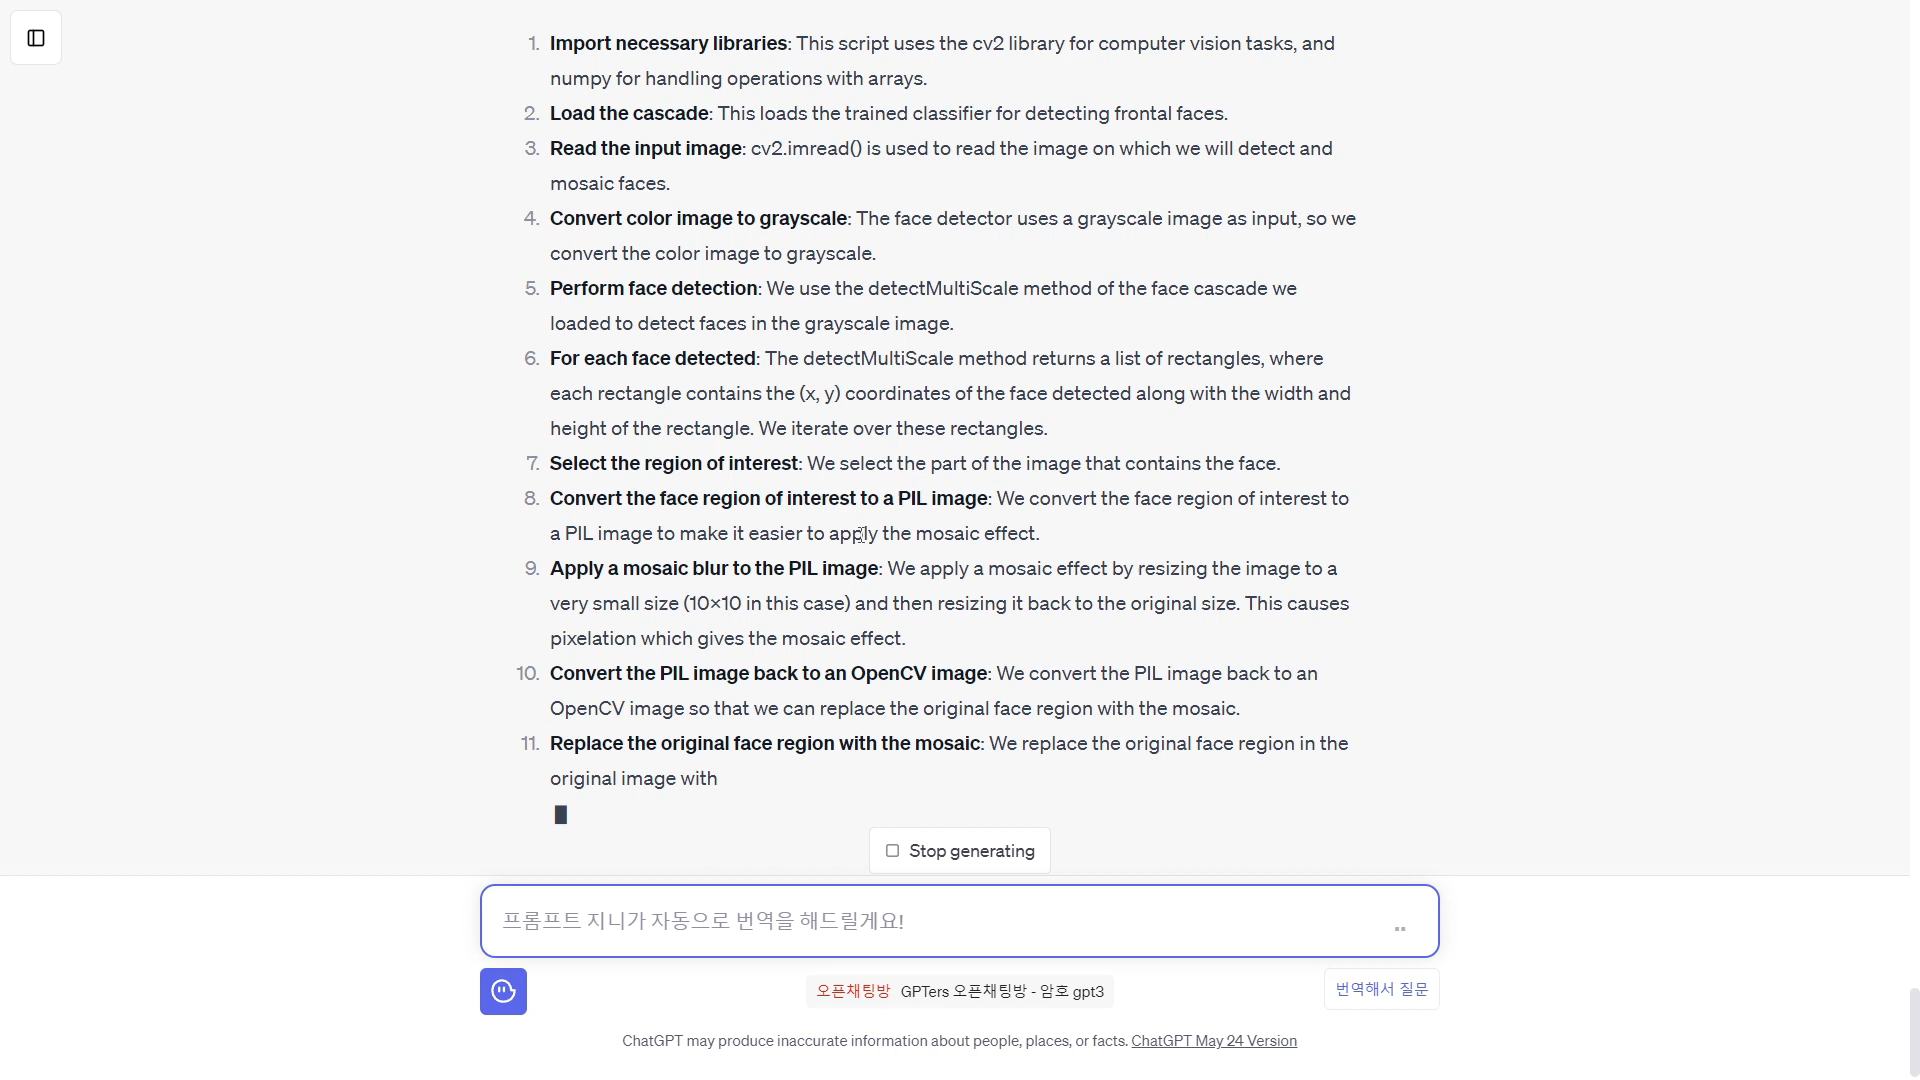 1. Import necessary libraries: This script uses the cv2 library for computer vision tasks, and
numpy for handling operations with arrays.
2. Load the cascade: This loads the trained classifier for detecting frontal faces.
3. Read the input image: cv2.imread() is used to read the image on which we will detect and
mosaic faces.
4. Convert color image to grayscale: The face detector uses a grayscale image as input, so we
convert the color image to grayscale.
5. Perform face detection: We use the detectMultiScale method of the face cascade we
loaded to detect faces in the grayscale image.
6. For each face detected: The detectMultiScale method returns a list of rectangles, where
each rectangle contains the (x, y) coordinates of the face detected along with the width and
height of the rectangle. We iterate over these rectangles.
7. Select the region of interest: We select the part of the image that contains the face.
8. Convert the face region of interest to a PIL image: We convert the face region of interest to
a PIL image to make it easier to apply the mosaic effect.
9. Apply a mosaic blur to the PIL image: We apply a mosaic effect by resizing the image to a
very small size (10×10 in this case) and then resizing it back to the original size. This causes
pixelation which gives the mosaic effect.
10. Convert the PIL image back to an OpenCV image: We convert the PIL image back to an
OpenCV image so that we can replace the original face region with the mosaic.
11. Replace the original face region with the mosaic: We replace the original face region in the
original image with
Stop generating
프롬프트 지니가 자동으로 번역을 해드릴게요!
오픈채팅방 GPTers 오픈채팅방 - 암호 gpt3
번역해서 질문
ChatGPT may produce inaccurate information about people, places, or facts. ChatGPT May 24 Version